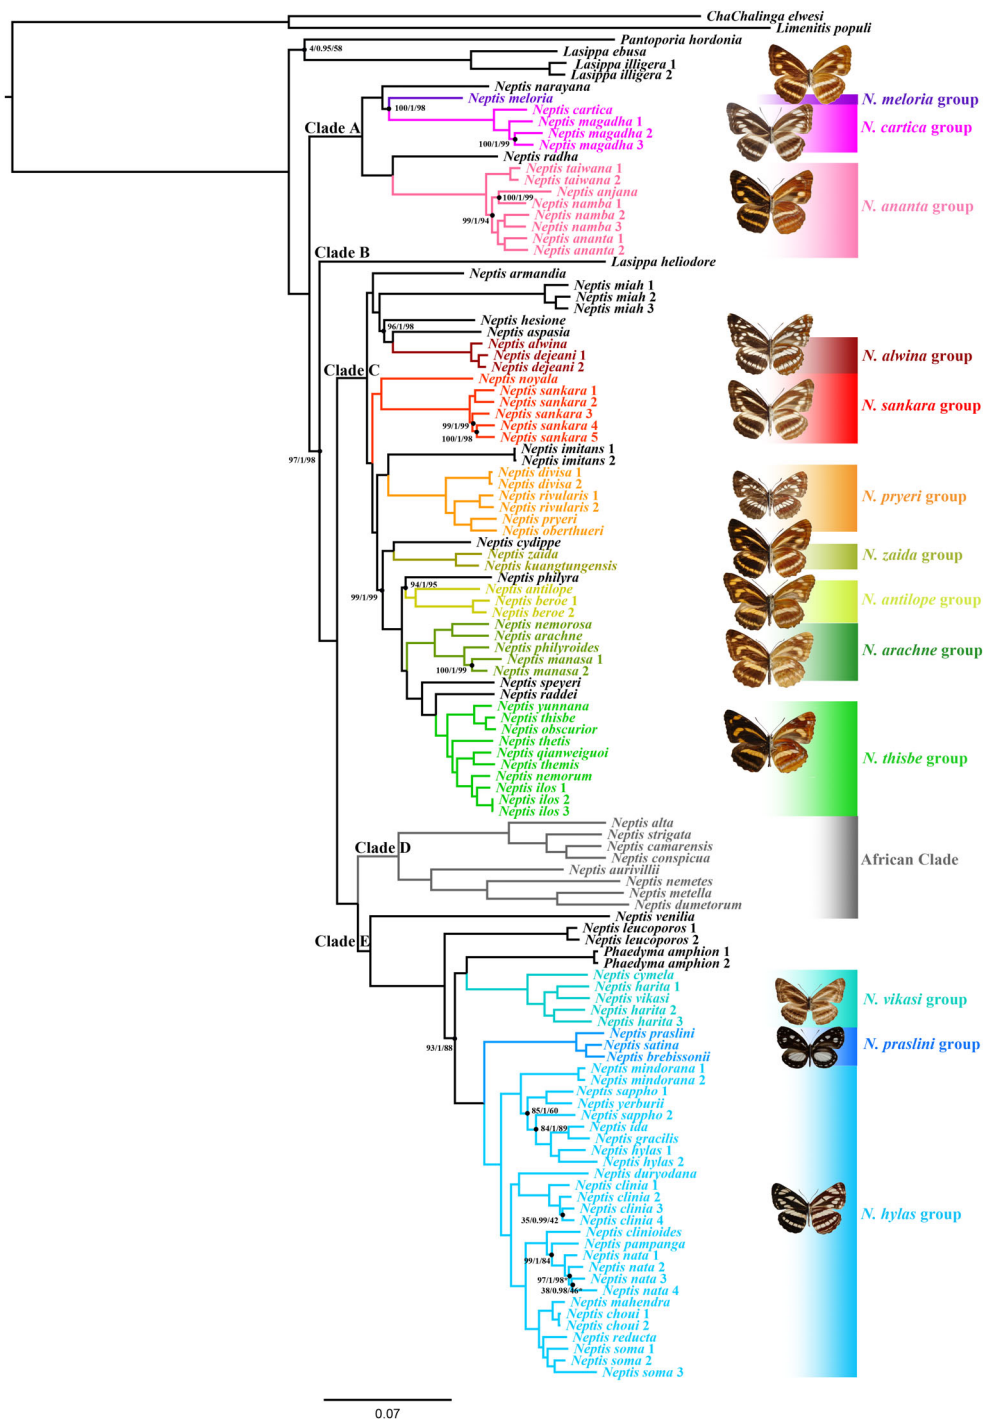 ChaChalinga elwesi
Limenitis populi
Pantoporia hordonia
4/0.95/58
Lasippa ebusa
Lasippa illigera 1
Lasippa illigera 2
Neptis narayana
Neptis meloria
N. meloria group
100/1/98
Neptis cartica
Clade A
Neptis magadha 1
N. cartica group
Neptis magadha 2
100/1/99
Neptis magadha 3
Neptis radha
Neptis taiwana 1
Neptis taiwana 2
Neptis anjana
100/1/99
Neptis namba 1
N. ananta group
99/1/94
Neptis namba 2
Neptis namba 3
Neptis ananta 1
Neptis ananta 2
Clade B
Lasippa heliodore
Neptis armandia
Neptis miah 1
Neptis miah 2
Neptis miah 3
Neptis hesione
96/1/98
Neptis aspasia
Neptis alwina
Neptis dejeani 1
N. alwina group
Neptis dejeani 2
Clade C
Neptis noyala
Neptis sankara 1
Neptis sankara 2
N. sankara group
Neptis sankara 3
99/1/99
Neptis sankara 4
100/1/98
Neptis sankara 5
Neptis imitans 1
97/1/98
Neptis imitans 2
Neptis divisa 1
Neptis divisa 2
Neptis rivularis 1
N. pryeri group
Neptis rivularis 2
Neptis pryeri
Neptis oberthueri
Neptis cydippe
Neptis zaida
N. zaida group
Neptis kuangtungensis
Neptis philyra
94/1/95
99/1/99
Neptis antilope
Neptis beroe 1
N. antilope group
Neptis beroe 2
Neptis nemorosa
Neptis arachne
Neptis philyroides
N. arachne group
Neptis manasa 1
100/1/99
Neptis manasa 2
Neptis speyeri
Neptis raddei
Neptis yunnana
Neptis thisbe
Neptis obscurior
Neptis thetis
Neptis qianweiguoi
N. thisbe group
Neptis themis
Neptis nemorum
Neptis ilos 1
Neptis ilos 2
Neptis ilos 3
Neptis alta
Neptis strigata
Clade D
Neptis camarensis
Neptis conspicua
African Clade
Neptis aurivillii
Neptis nemetes
Neptis metella
Neptis dumetorum
Neptis venilia
Neptis leucoporos 1
Clade E
Neptis leucoporos 2
Phaedyma amphion 1
Phaedyma amphion 2
Neptis cymela
Neptis harita 1
Neptis vikasi
N. vikasi group
Neptis harita 2
Neptis harita 3
Neptis praslini
93/1/88
Neptis satina
N. praslini group
Neptis brebissonii
Neptis mindorana 1
Neptis mindorana 2
Neptis sappho 1
Neptis yerburii
85/1/60
Neptis sappho 2
84/1/89
Neptis ida
Neptis gracilis
Neptis hylas 1
Neptis hylas 2
Neptis duryodana
Neptis clinia 1
Neptis clinia 2
Neptis clinia 3
N. hylas group
35/0.99/42
Neptis clinia 4
Neptis clinioides
Neptis pampanga
99/1/84
Neptis nata 1
Neptis nata 2
97/1/98
Neptis nata 3
38/0.98/46
Neptis nata 4
Neptis mahendra
Neptis choui 1
Neptis choui 2
Neptis reducta
Neptis soma 1
Neptis soma 2
Neptis soma 3
0.07